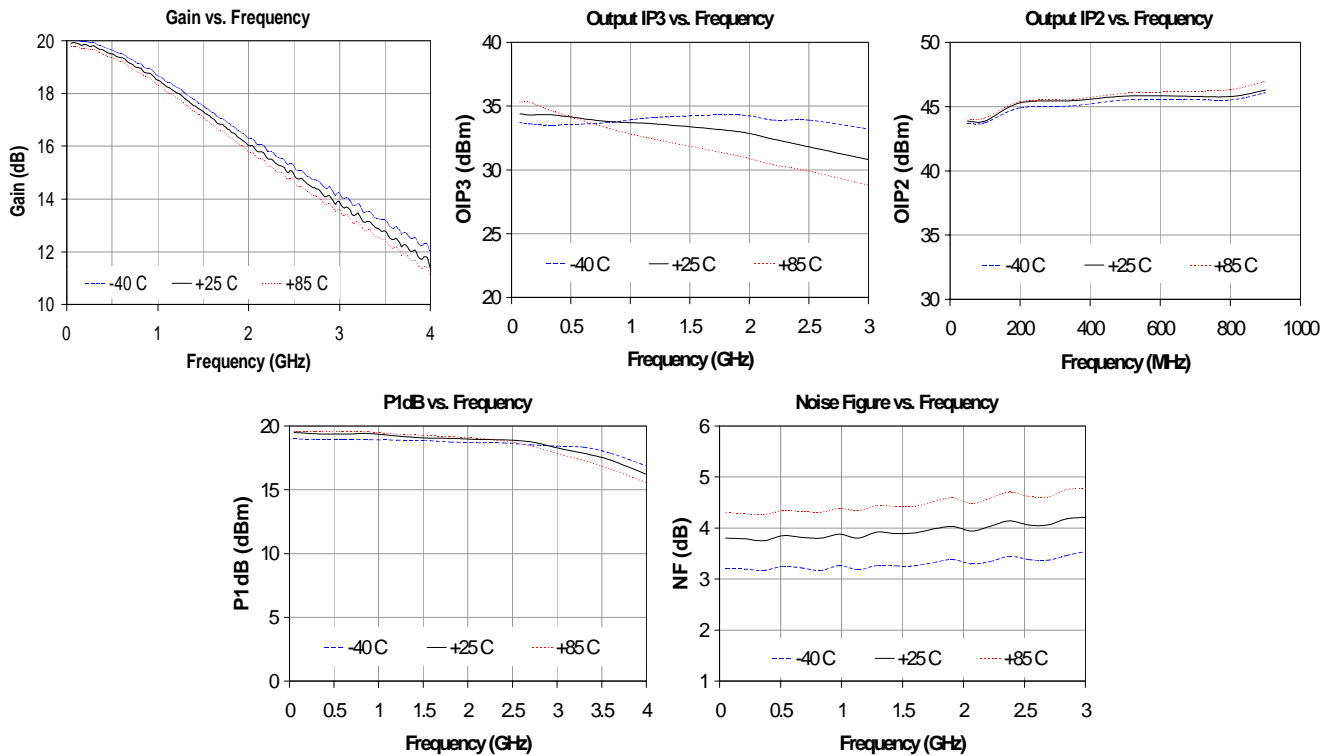 Gain vs. Frequency
20
18
16
14
12
10
Gain (dB)
-40 C +25 C +85 C
0 1 2 3 4
Frequency (GHz)
Output IP3 vs. Frequency
40
35
30
25
20
OIP3 (dBm)
-40 C +25 C +85 C
0 0.5 1 1.5 2 2.5 3
Frequency (GHz)
Output IP2 vs. Frequency
50
45
40
35
30
OIP2 (dBm)
-40 C +25 C +85 C
0 200 400 600 800 1000
Frequency (MHz)
P1dB vs. Frequency
20
15
10
5
0
P1dB (dBm)
-40 C +25 C +85 C
0 0.5 1 1.5 2 2.5 3 3.5 4
Frequency (GHz)
Noise Figure vs. Frequency
6
5
4
3
2
1
NF (dB)
-40 C +25 C +85 C
0 0.5 1 1.5 2 2.5 3
Frequency (GHz)